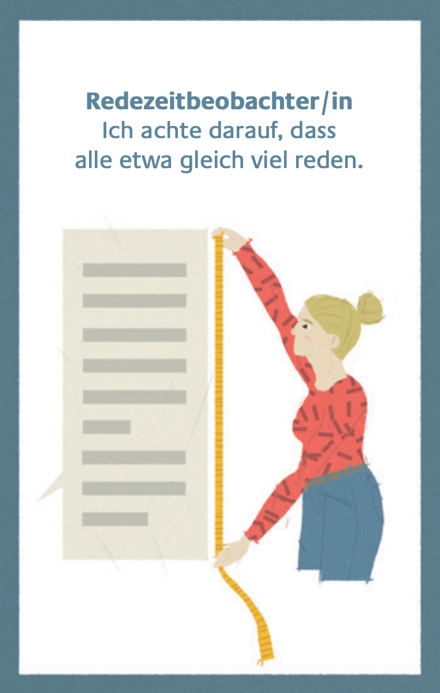 Redezeitbeobachter/in
Ich achte darauf, dass
alle etwa gleich viel reden.